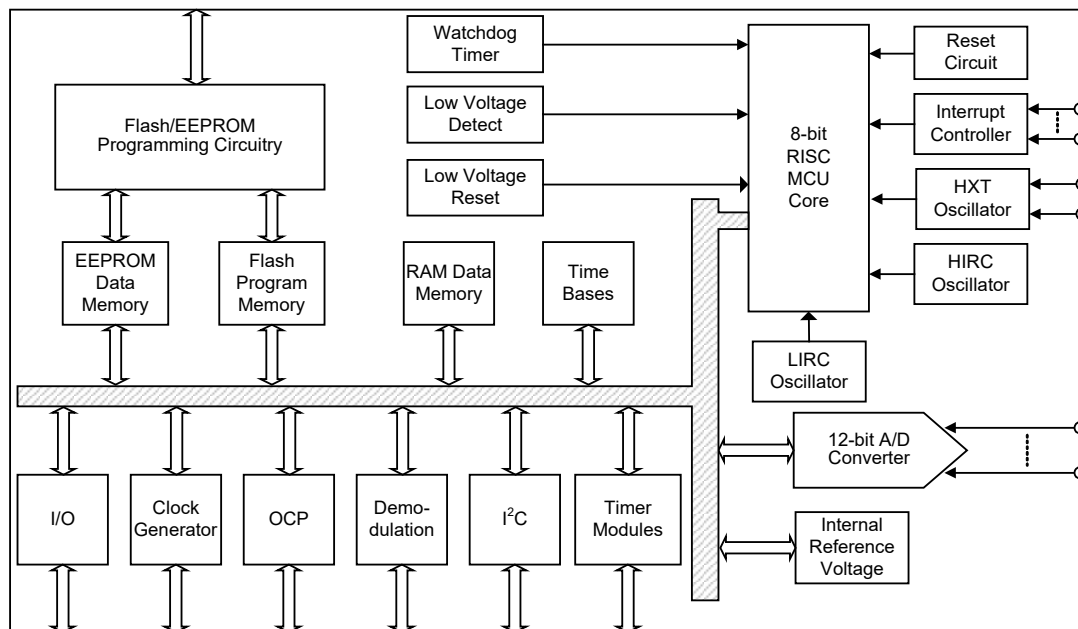 Flash/EEPROM
Programming Circuitry
EEPROM
Data
Memory
Flash
Program
Memory
Watchdog
Timer
Low Voltage
Detect
Low Voltage
Reset
RAM Data
Memory
Time
Bases
8-bit
RISC
MCU
Core
Reset
Circuit
Interrupt
Controller
HXT
Oscillator
HIRC
Oscillator
LIRC
Oscillator
I/O
Clock
Generator
OCP
Demo-
dulation
I²C
Timer
Modules
12-bit A/D
Converter
Internal
Reference
Voltage